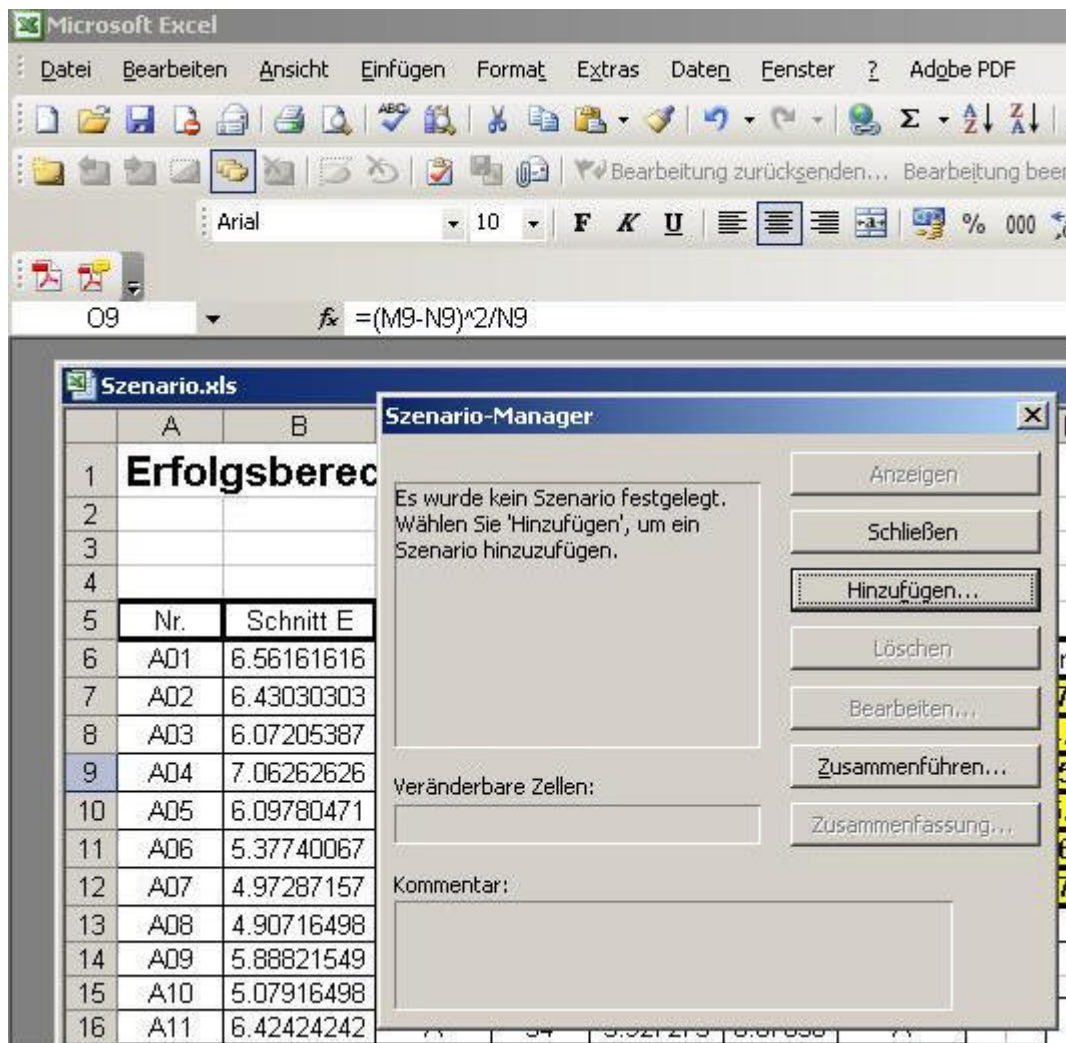 Microsoft Excel
Datei Bearbeiten Ansicht Einfügen Format Extras Daten Fenster ? Adobe PDF
Bearbeitung zurücksenden... Bearbeitung
Arial 10 F K U % 000
O9 fx =(M9-N9)^2/N9
Szenario.xls
A B
1
2
3
4
5 Nr. Schnitt E
6 A01 6.56161616
7 A02 6.43030303
8 A03 6.07205387
9 A04 7.06262626
10 A05 6.09780471
11 A06 5.37740067
12 A07 4.97287157
13 A08 4.90716498
14 A09 5.88821549
15 A10 5.07916498
16 A11 6.42424242
Szenario-Manager
Es wurde kein Szenario festgelegt.
Wählen Sie 'Hinzufügen', um ein
Szenario hinzuzufügen.
Veränderbare Zellen:
Kommentar:
Anzeigen
Schließen
Hinzufügen...
Löschen
Bearbeiten...
Zusammenführen...
Zusammenfassung...